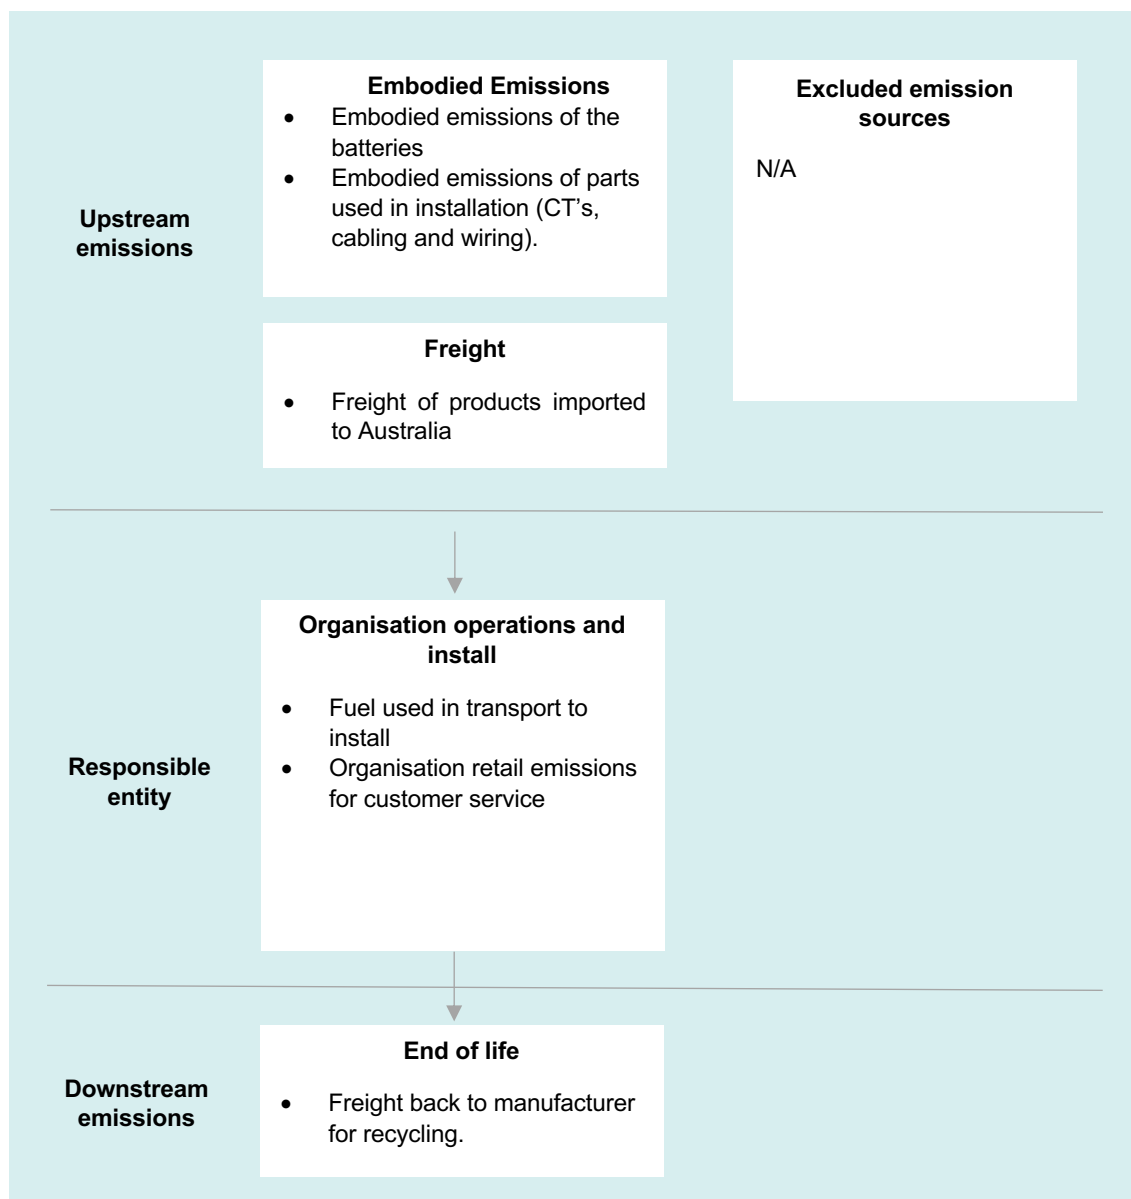 Upstream
emissions
Embodied Emissions
• Embodied emissions of the
batteries
• Embodied emissions of parts
used in installation (CT’s,
cabling and wiring).
Freight
• Freight of products imported
to Australia
Excluded emission
sources
N/A
Responsible
entity
Organisation operations and
install
• Fuel used in transport to
install
• Organisation retail emissions
for customer service
Downstream
emissions
End of life
• Freight back to manufacturer
for recycling.